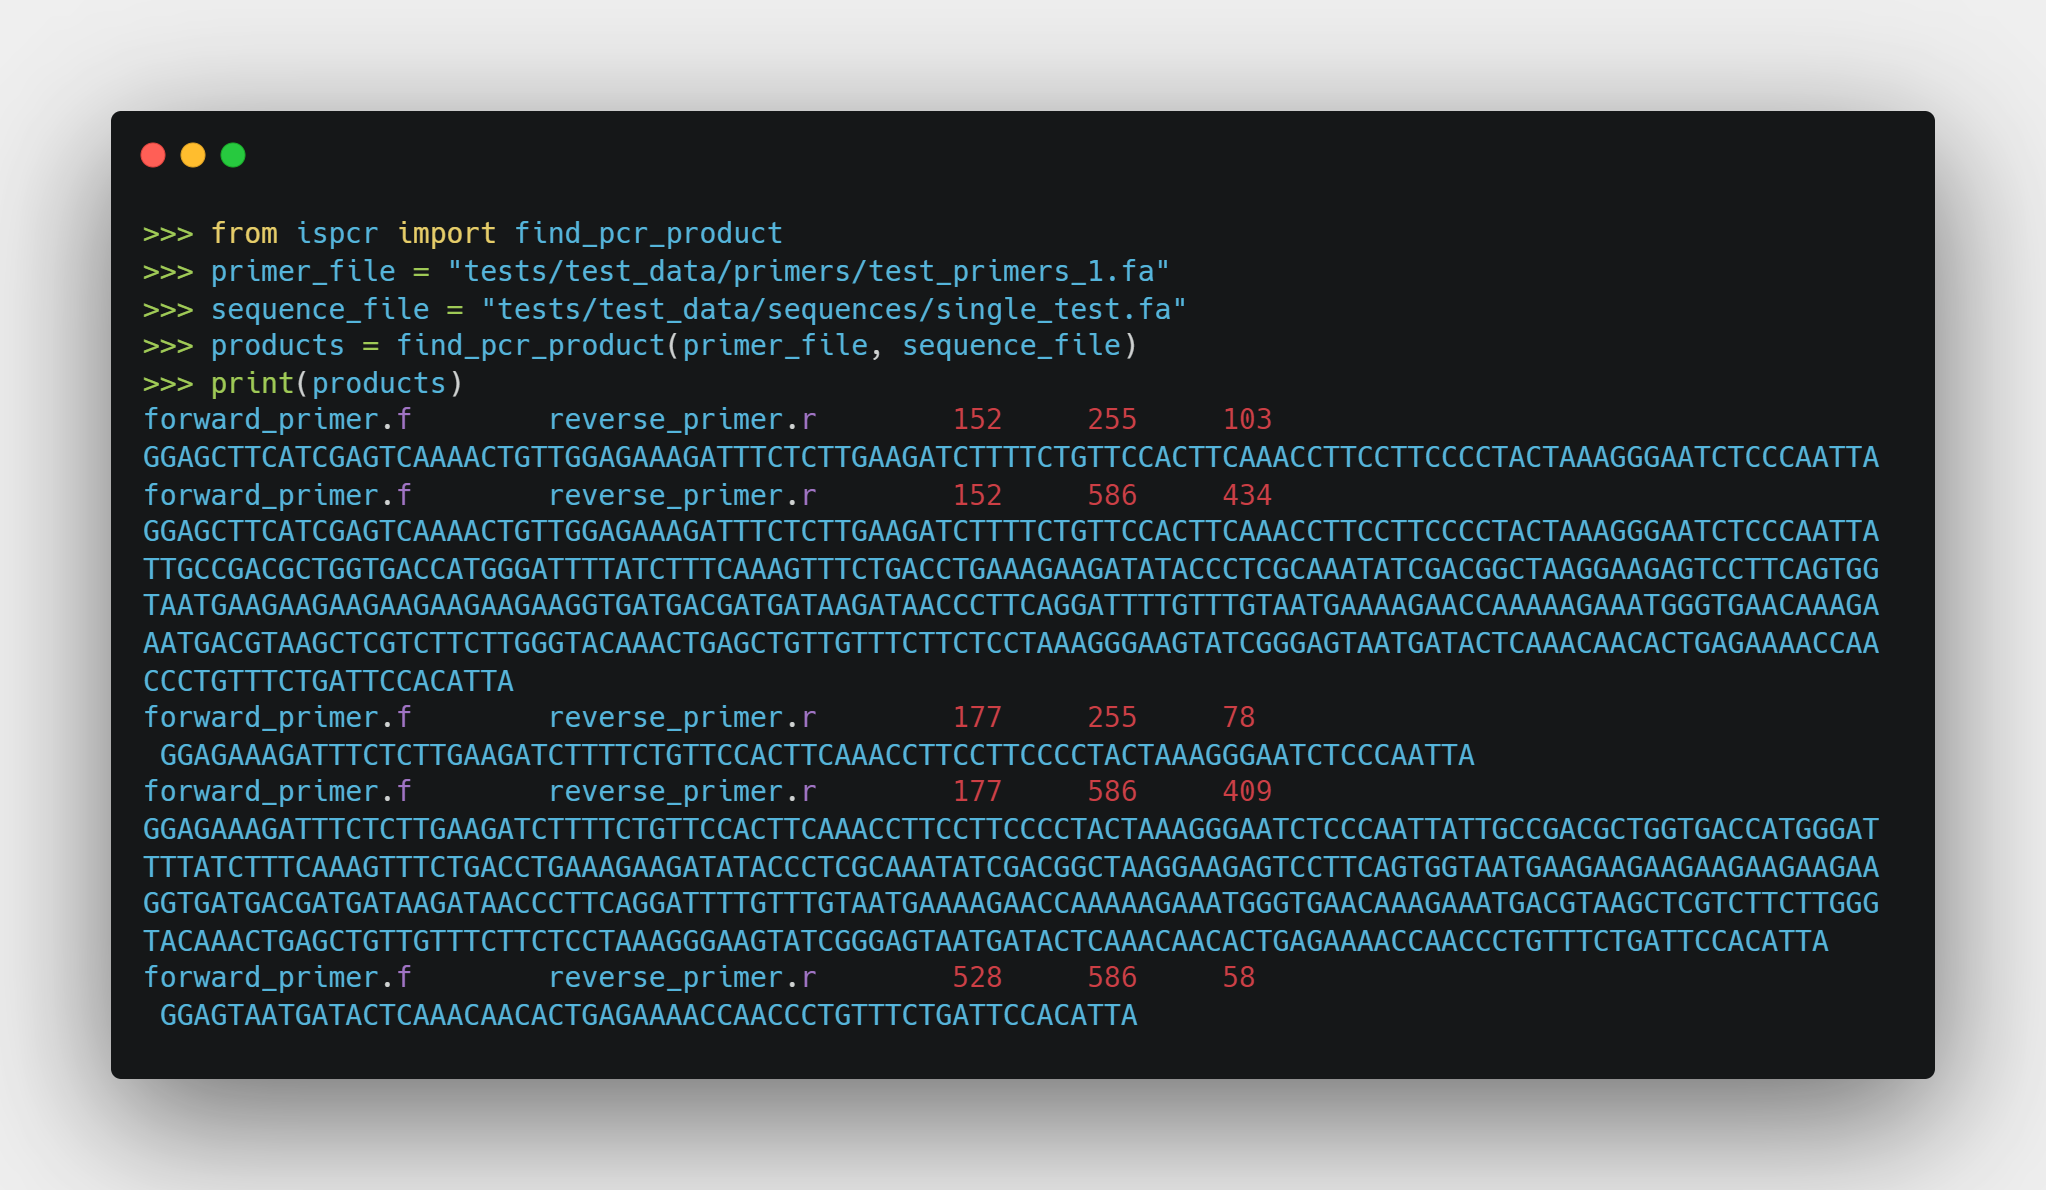 >>> from ispcr import find_pcr_product
>>> primer_file = "tests/test_data/primers/test_primers_1.fa"
>>> sequence_file = "tests/test_data/sequences/single_test.fa"
>>> products = find_pcr_product(primer_file, sequence_file)
>>> print(products)
forward_primer.f        reverse_primer.r        152     255     103
GGAGCTTCATCGAGTCAAAACTGTTGGAGAAAGATTTCTCTTGAAGATCTTTTCTGTTCCACTTCAAACCTTCCTTCCCCTACTAAAGGGAATCTCCCAATTA
forward_primer.f        reverse_primer.r        152     586     434
GGAGCTTCATCGAGTCAAAACTGTTGGAGAAAGATTTCTCTTGAAGATCTTTTCTGTTCCACTTCAAACCTTCCTTCCCCTACTAAAGGGAATCTCCCAATTA
TTGCCGACGCTGGTGACCATGGGATTTTATCTTTCAAAGTTTCTGACCTGAAAGAAGATATACCCTCGCAAATATCGACGGCTAAGGAAGAGTCCTTCAGTGG
TAATGAAGAAGAAGAAGAAGAAGAAGGTGATGACGATGATAAGATAACCCTTCAGGATTTTGTTTGTAATGAAAAGAACCAAAAAGAAATGGGTGAACAAAGA
AATGACGTAAGCTCGTCTTCTTGGGTACAAACTGAGCTGTTGTTTCTTCTCCTAAAGGGAAGTATCGGGAGTAATGATACTCAAACAACACTGAGAAAACCAA
CCCTGTTTCTGATTCCACATTA
forward_primer.f        reverse_primer.r        177     255     78
 GGAGAAAGATTTCTCTTGAAGATCTTTTCTGTTCCACTTCAAACCTTCCTTCCCCTACTAAAGGGAATCTCCCAATTA
forward_primer.f        reverse_primer.r        177     586     409
GGAGAAAGATTTCTCTTGAAGATCTTTTCTGTTCCACTTCAAACCTTCCTTCCCCTACTAAAGGGAATCTCCCAATTATTGCCGACGCTGGTGACCATGGGAT
TTTATCTTTCAAAGTTTCTGACCTGAAAGAAGATATACCCTCGCAAATATCGACGGCTAAGGAAGAGTCCTTCAGTGGTAATGAAGAAGAAGAAGAAGAAGAA
GGTGATGACGATGATAAGATAACCCTTCAGGATTTTGTTTGTAATGAAAAGAACCAAAAAGAAATGGGTGAACAAAGAAATGACGTAAGCTCGTCTTCTTGGG
TACAAACTGAGCTGTTGTTTCTTCTCCTAAAGGGAAGTATCGGGAGTAATGATACTCAAACAACACTGAGAAAACCAACCCTGTTTCTGATTCCACATTA
forward_primer.f        reverse_primer.r        528     586     58
 GGAGTAATGATACTCAAACAACACTGAGAAAACCAACCCTGTTTCTGATTCCACATTA